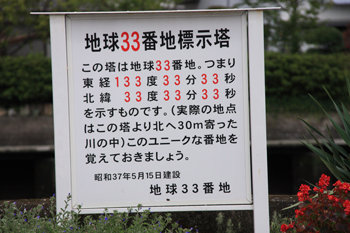 地球33番地標示塔
この塔は地球33番地。つまり
東経133度33分33秒
北緯 33度33分33秒
を示すものです。(実際の地点
はこの塔より北へ30m寄った
川の中)このユニークな番地を
覚えておきましょう。
昭和37年5月15日建設
地球33番地